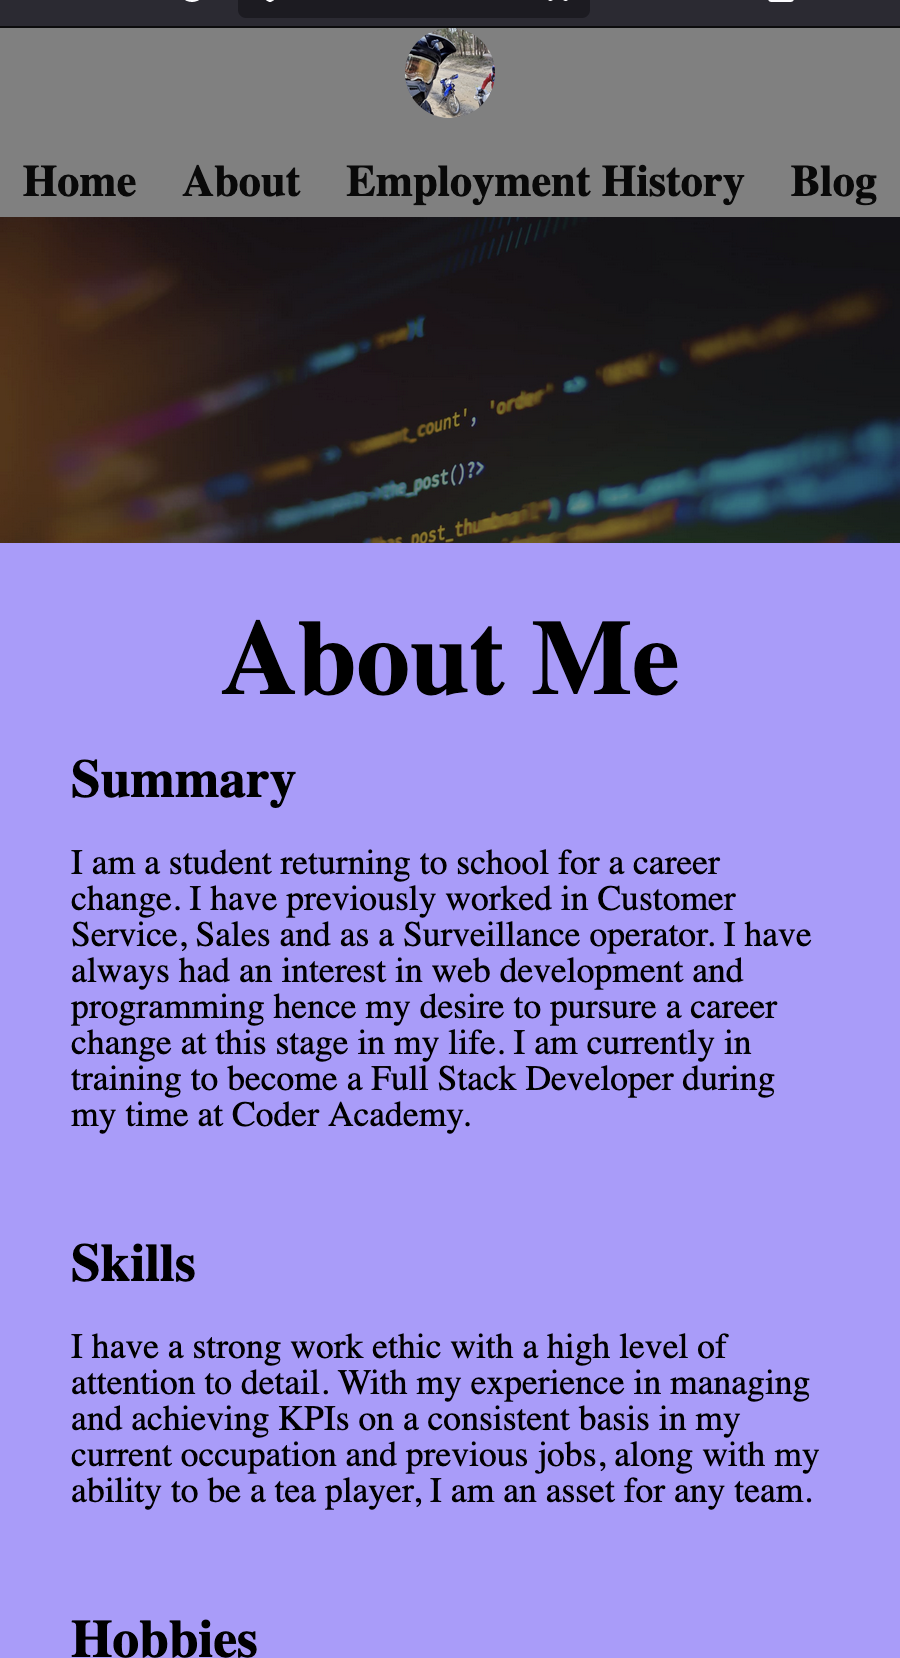 Home About Employment History Blog
'order'
_count',
the_post()?>
post_thumbnail
About Me
Summary
I am a student returning to school for a career
change. I have previously worked in Customer
Service, Sales and as a Surveillance operator. I have
always had an interest in web development and
programming hence my desire to pursure a career
change at this stage in my life. I am currently in
training to become a Full Stack Developer during
my time at Coder Academy.
Skills
I have a strong work ethic with a high level of
attention to detail. With my experience in managing
and achieving KPIs on a consistent basis in my
current occupation and previous jobs, along with my
ability to be a tea player, I am an asset for any team.
Hobbies